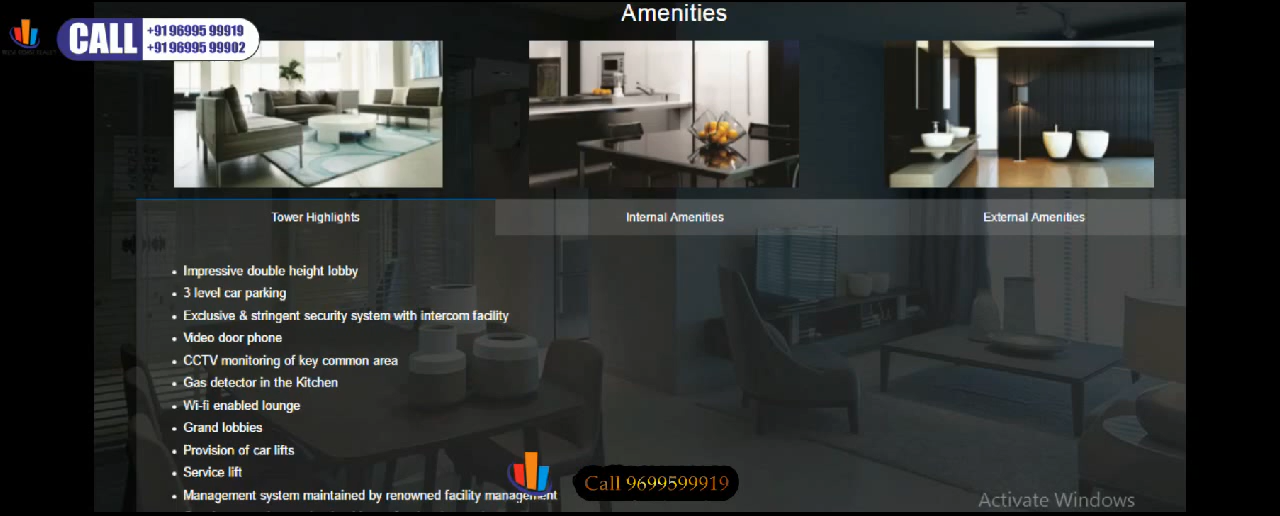 Amenities
CALL
+91 96995 99919
+91 96995 99902
Tower Highlights
Internal Amenities
External Amenities
• Impressive double height lobby
• 3 level car parking
• Exclusive & stringent security system with intercom facility
• Video door phone
• CCTV monitoring of key common area
• Gas detector in the Kitchen
• Wi-fi enabled lounge
• Grand lobbies
• Provision of car lifts
• Service lift
• Management system maintained by renowned facility management
Call 9699599919
Activate Windows